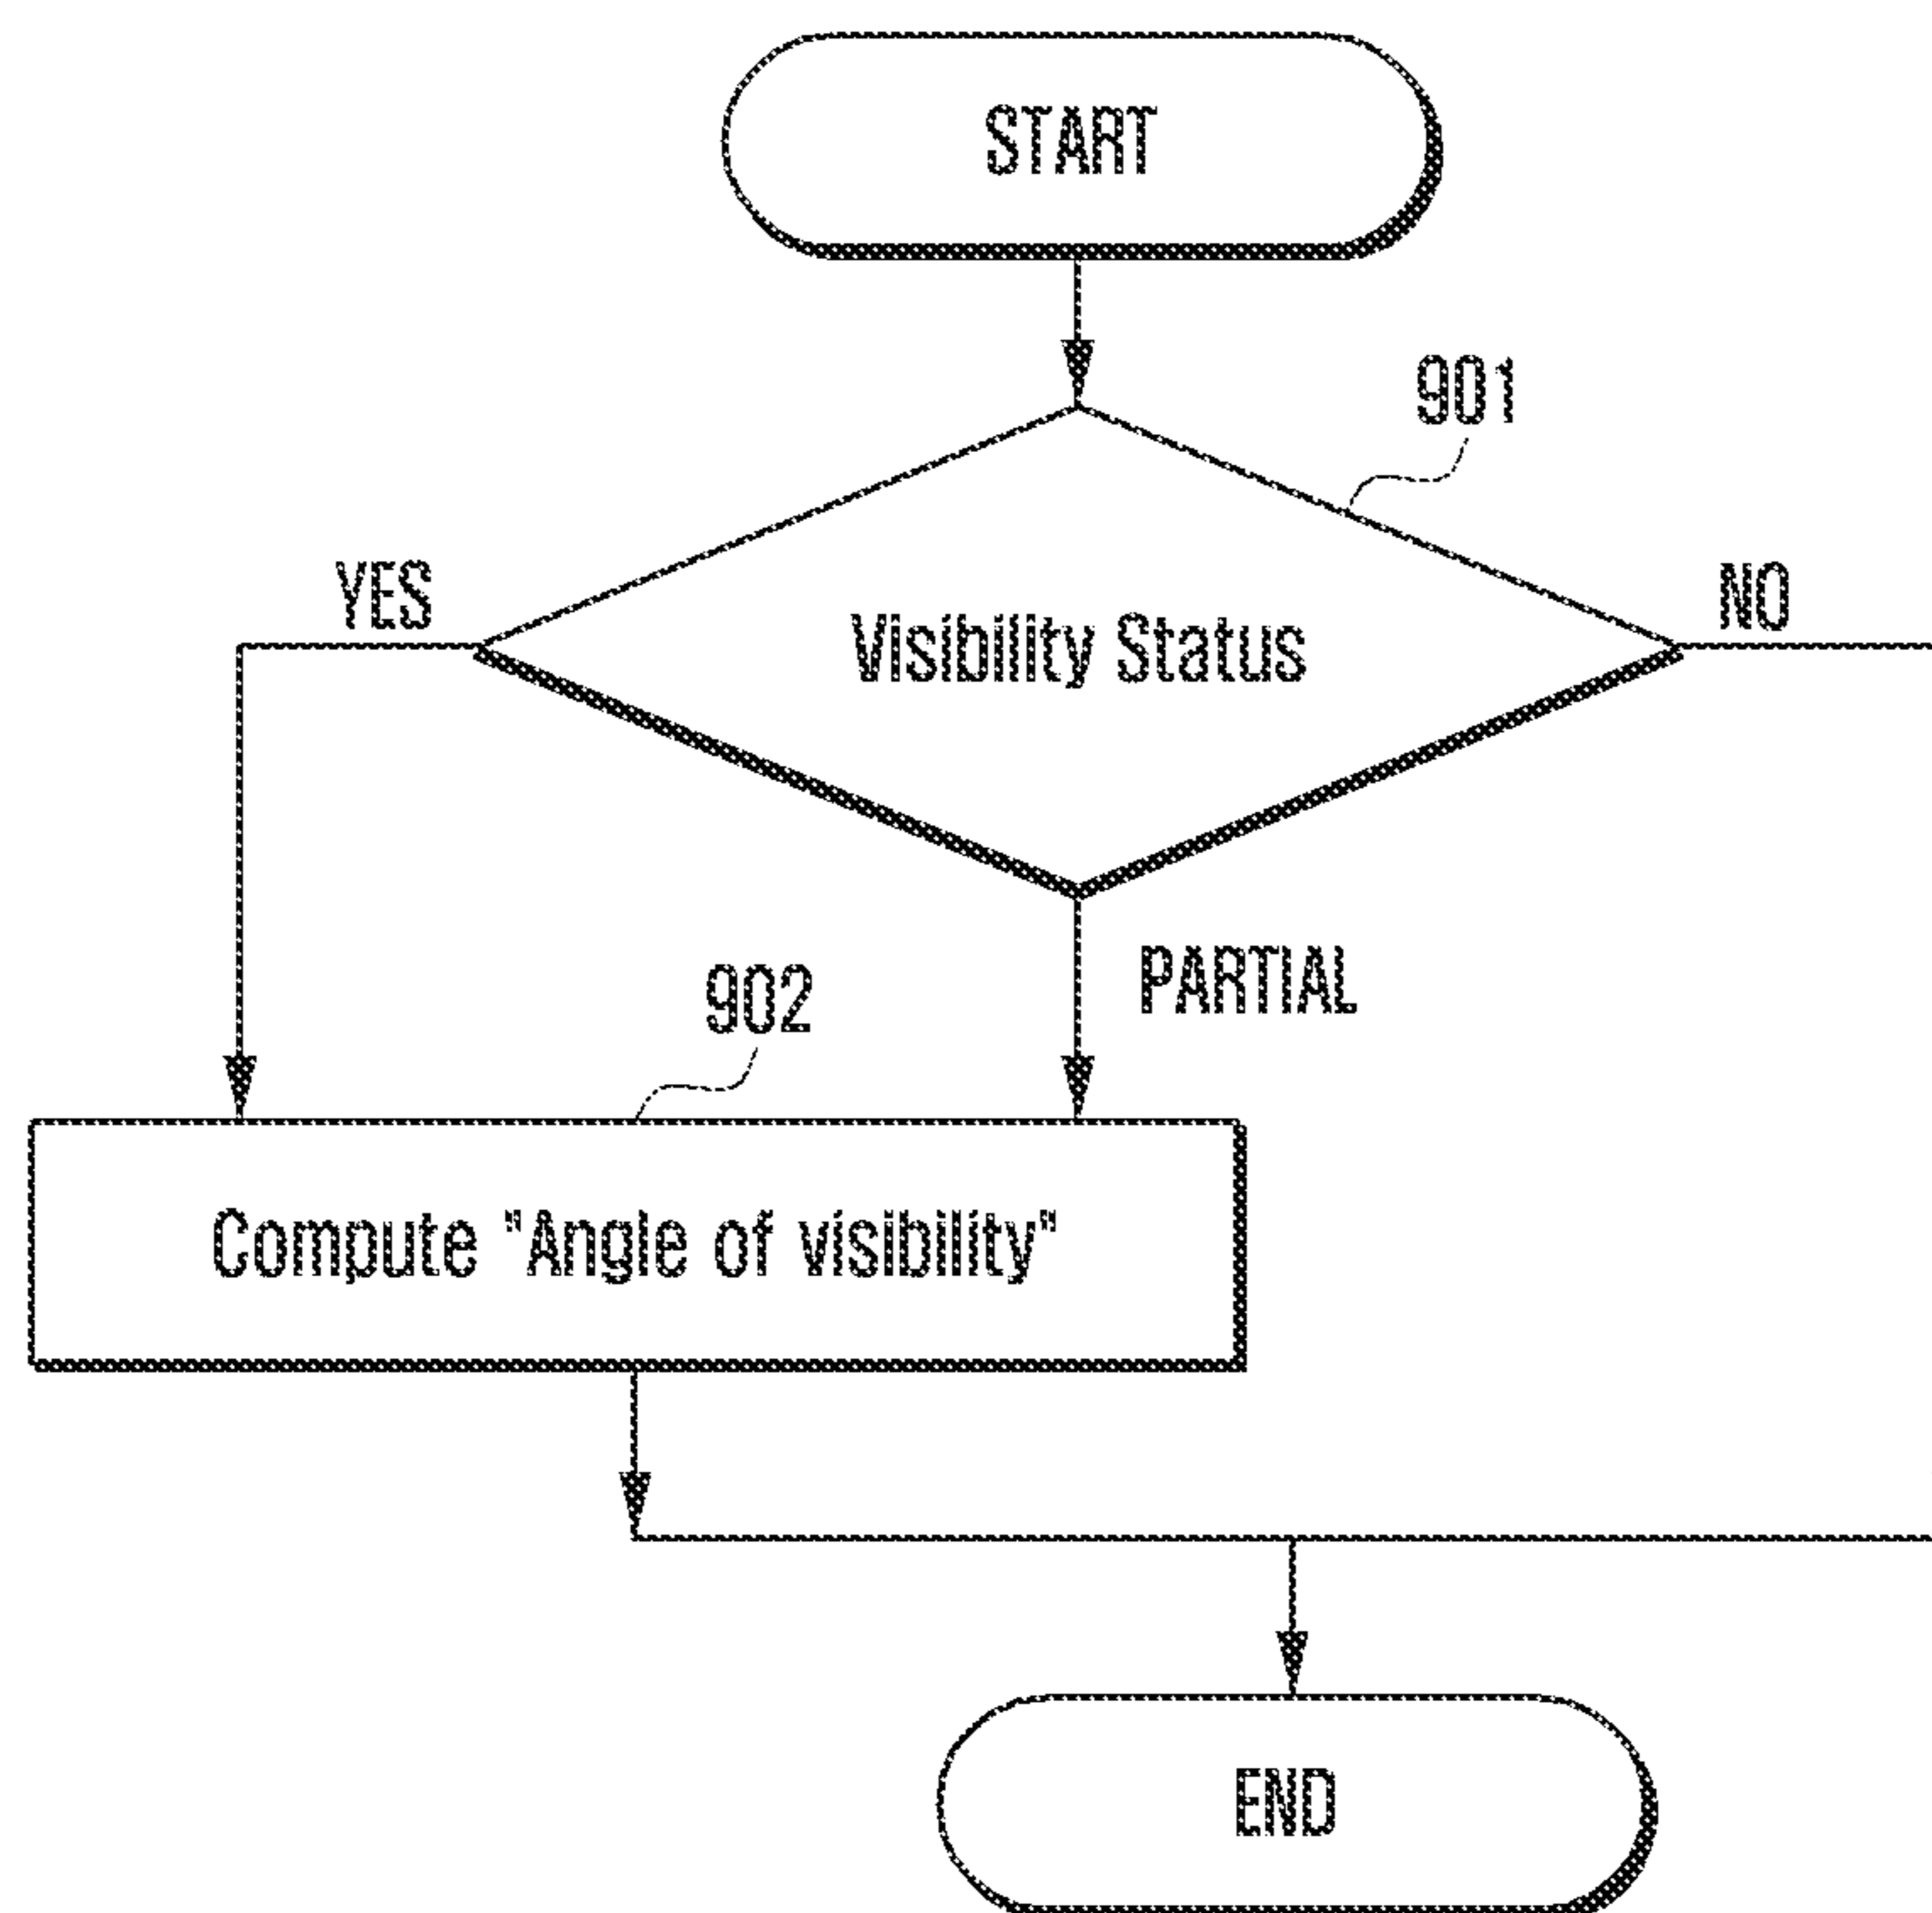 START
901
YES
NO
Visibility Status
PARTIAL
902
Compute "Angle of visibility"
END